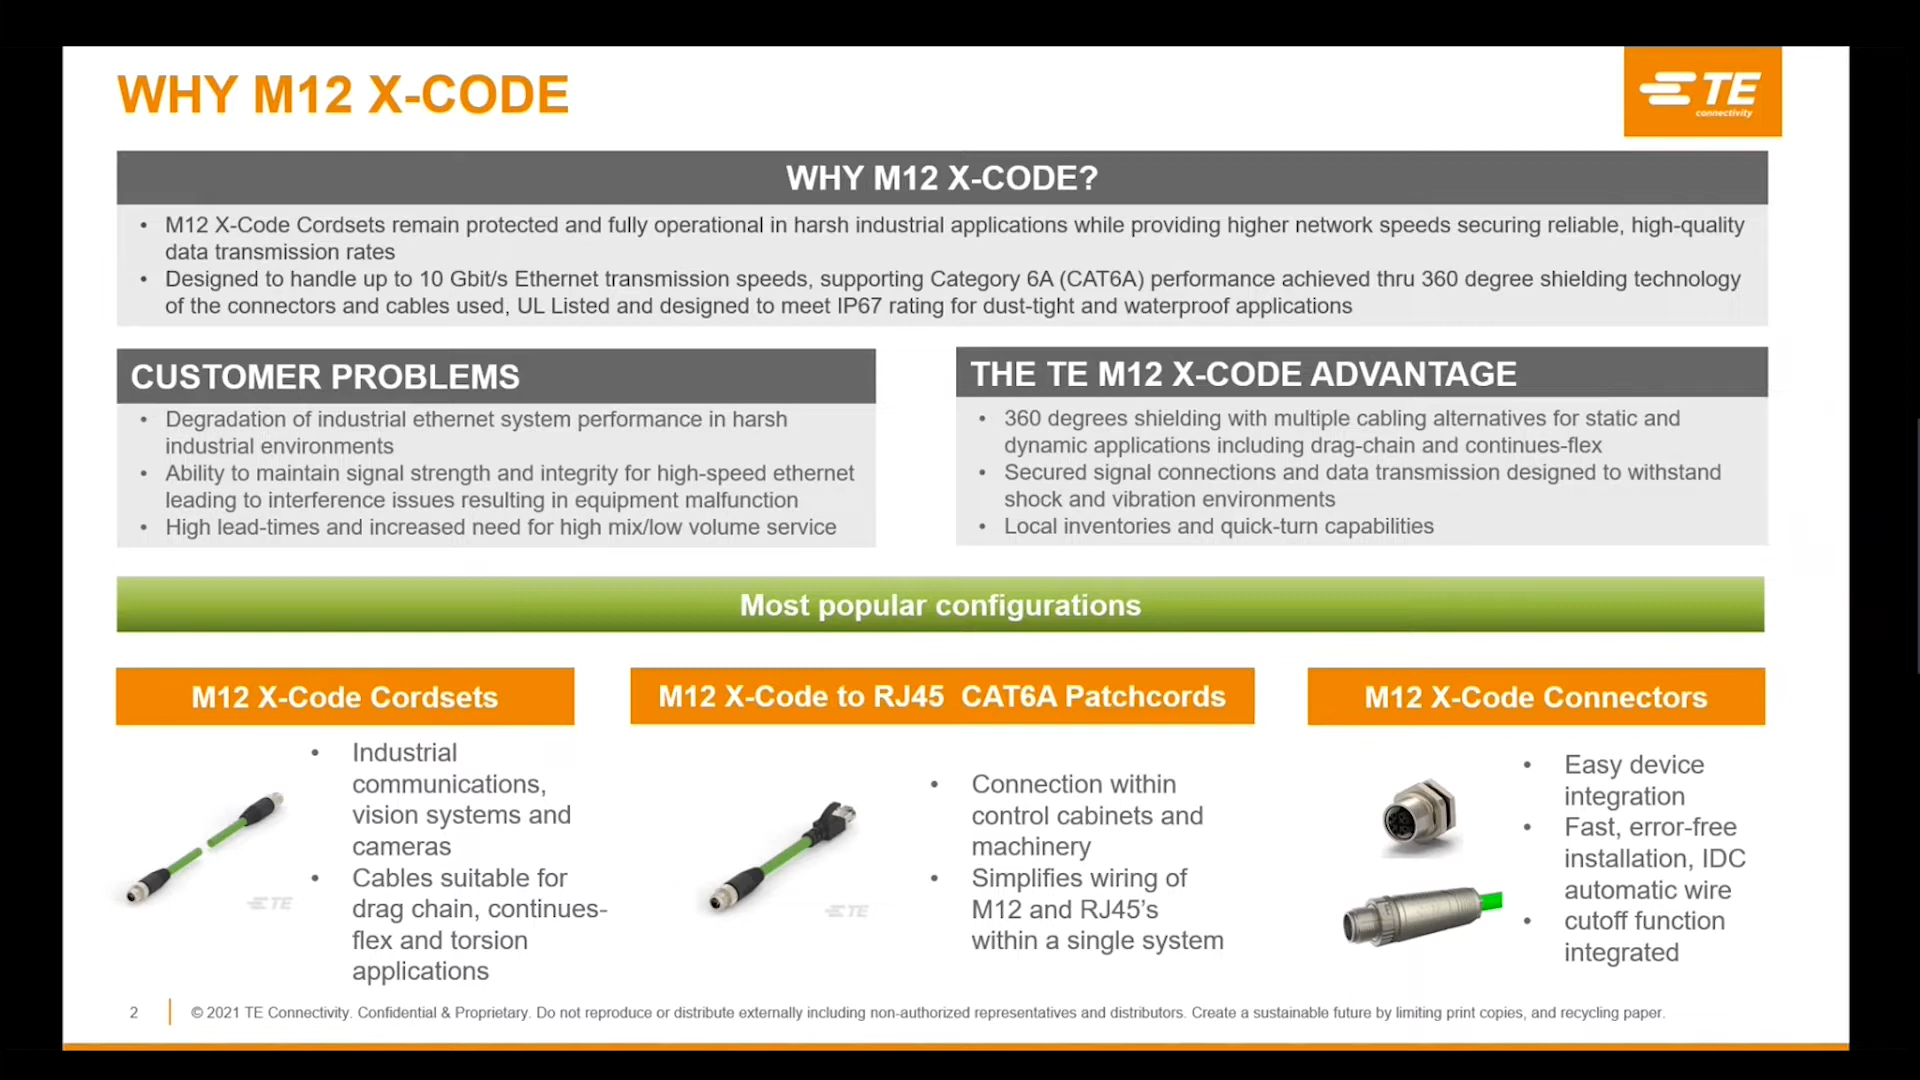 WHY M12 X-CODE
TE
connectivity
WHY M12 X-CODE?
• M12 X-Code Cordsets remain protected and fully operational in harsh industrial applications while providing higher network speeds securing reliable, high-quality
data transmission rates
• Designed to handle up to 10 Gbit/s Ethernet transmission speeds, supporting Category 6A (CAT6A) performance achieved thru 360 degree shielding technology
of the connectors and cables used, UL Listed and designed to meet IP67 rating for dust-tight and waterproof applications
CUSTOMER PROBLEMS
• Degradation of industrial ethernet system performance in harsh
industrial environments
• Ability to maintain signal strength and integrity for high-speed ethernet
leading to interference issues resulting in equipment malfunction
• High lead-times and increased need for high mix/low volume service
THE TE M12 X-CODE ADVANTAGE
• 360 degrees shielding with multiple cabling alternatives for static and
dynamic applications including drag-chain and continues-flex
• Secured signal connections and data transmission designed to withstand
shock and vibration environments
• Local inventories and quick-turn capabilities
Most popular configurations
M12 X-Code Cordsets
• Industrial
communications,
vision systems and
cameras
• Cables suitable for
drag chain, continues-
flex and torsion
applications
TE
M12 X-Code to RJ45 CAT6A Patchcords
• Connection within
control cabinets and
machinery
• Simplifies wiring of
M12 and RJ45's
within a single system
TE
M12 X-Code Connectors
• Easy device
integration
• Fast, error-free
installation, IDC
automatic wire
• cutoff function
integrated
2
© 2021 TE Connectivity. Confidential & Proprietary. Do not reproduce or distribute externally including non-authorized representatives and distributors. Create a sustainable future by limiting print copies, and recycling paper.